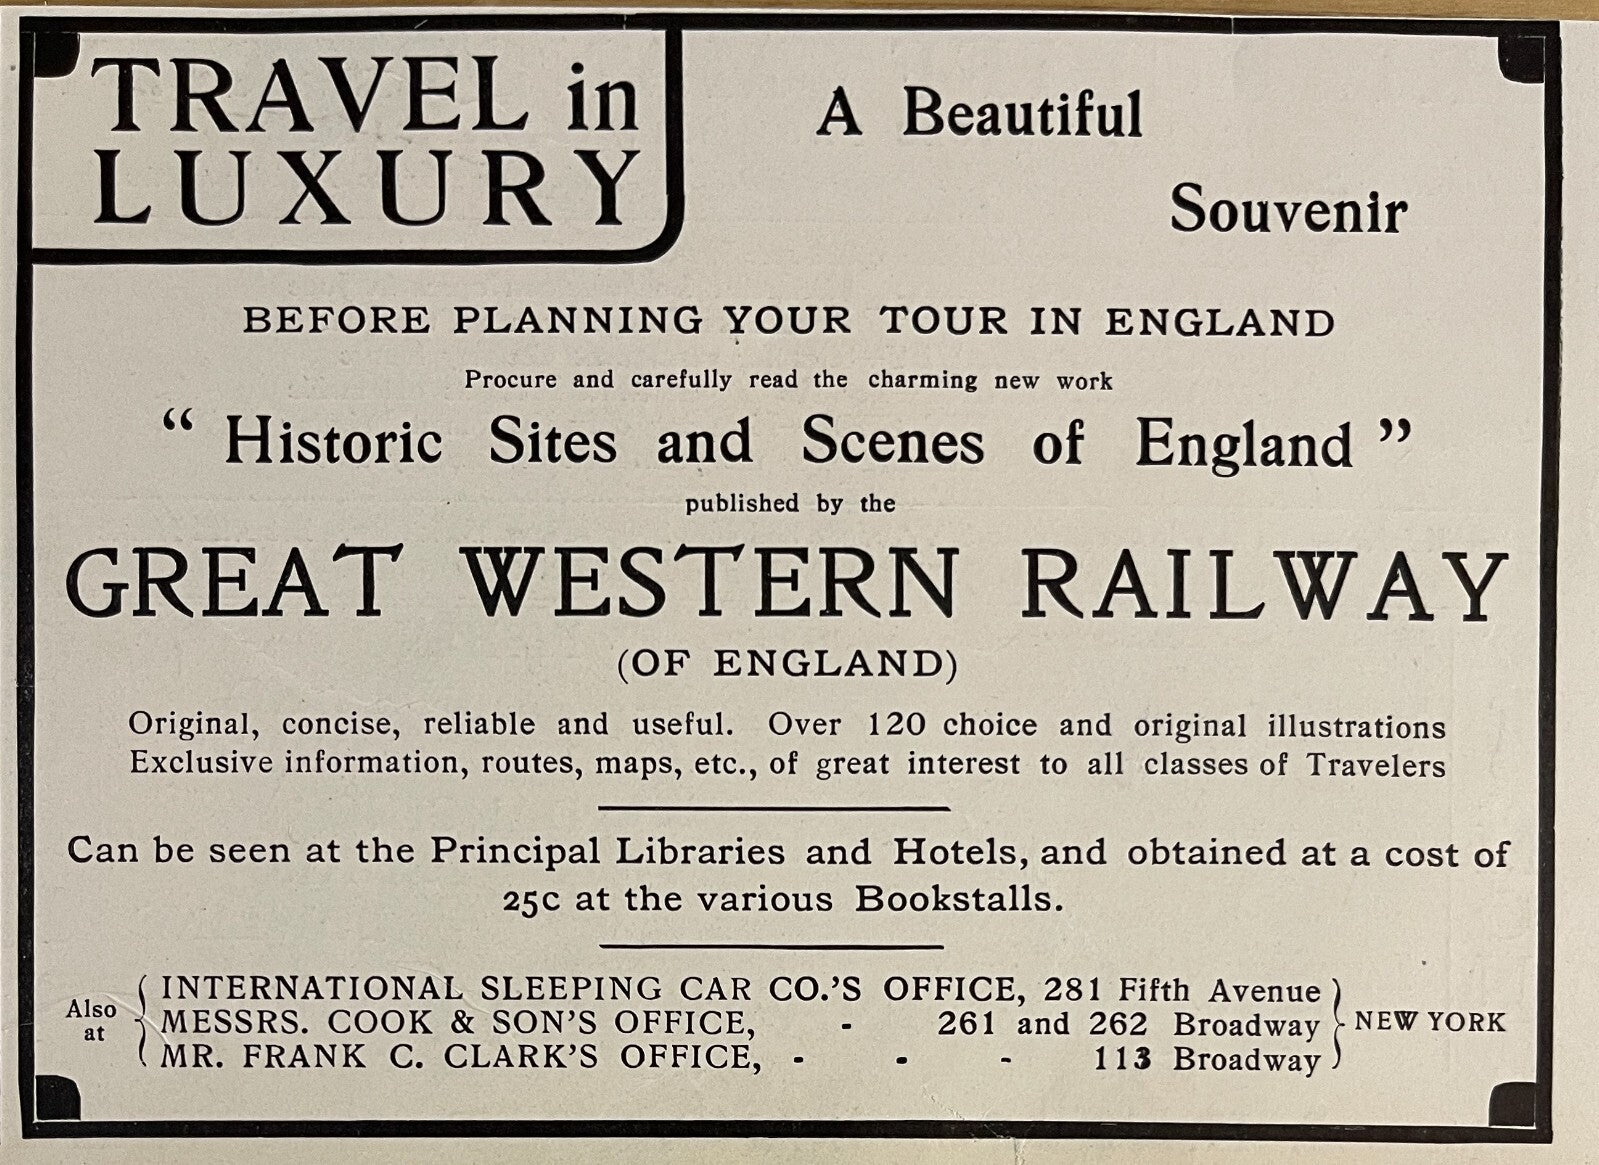 TRAVEL in
LUXURY
A Beautiful
Souvenir
BEFORE PLANNING YOUR TOUR IN ENGLAND
Procure and carefully read the charming new work
“ Historic Sites and Scenes of England ”
published by the
GREAT WESTERN RAILWAY
(OF ENGLAND)
Original, concise, reliable and useful. Over 120 choice and original illustrations
Exclusive information, routes, maps, etc., of great interest to all classes of Travelers
Can be seen at the Principal Libraries and Hotels, and obtained at a cost of
25c at the various Bookstalls.
Also at
INTERNATIONAL SLEEPING CAR CO.'S OFFICE, 281 Fifth Avenue
MESSRS. COOK & SON'S OFFICE, - 261 and 262 Broadway
MR. FRANK C. CLARK'S OFFICE, - - - 113 Broadway
NEW YORK